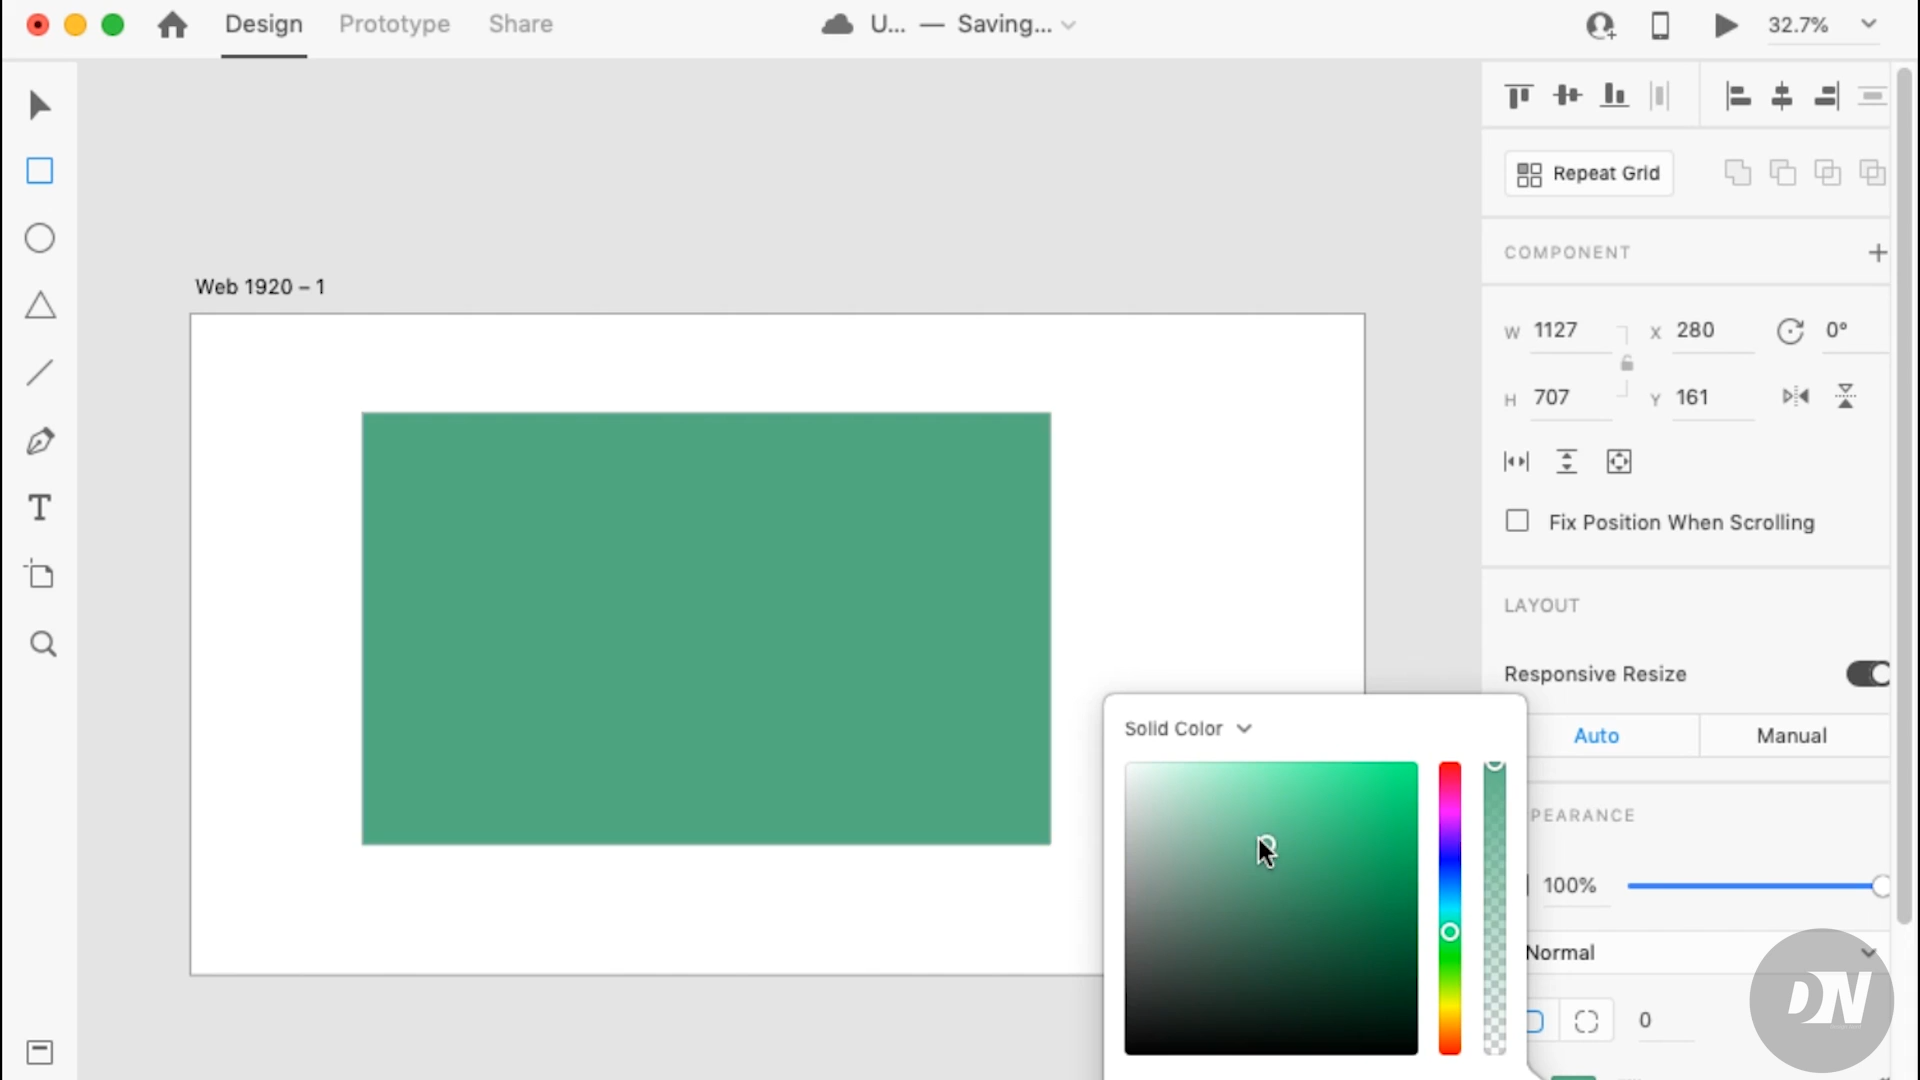 Design Prototype Share U... — Saving... 32.7%
Repeat Grid
COMPONENT
Web 1920 – 1
W 1127 X 280 0°
H 707 Y 161
Fix Position When Scrolling
LAYOUT
Responsive Resize
Solid Color
Auto Manual
PEARANCE
100%
Normal
0
DN